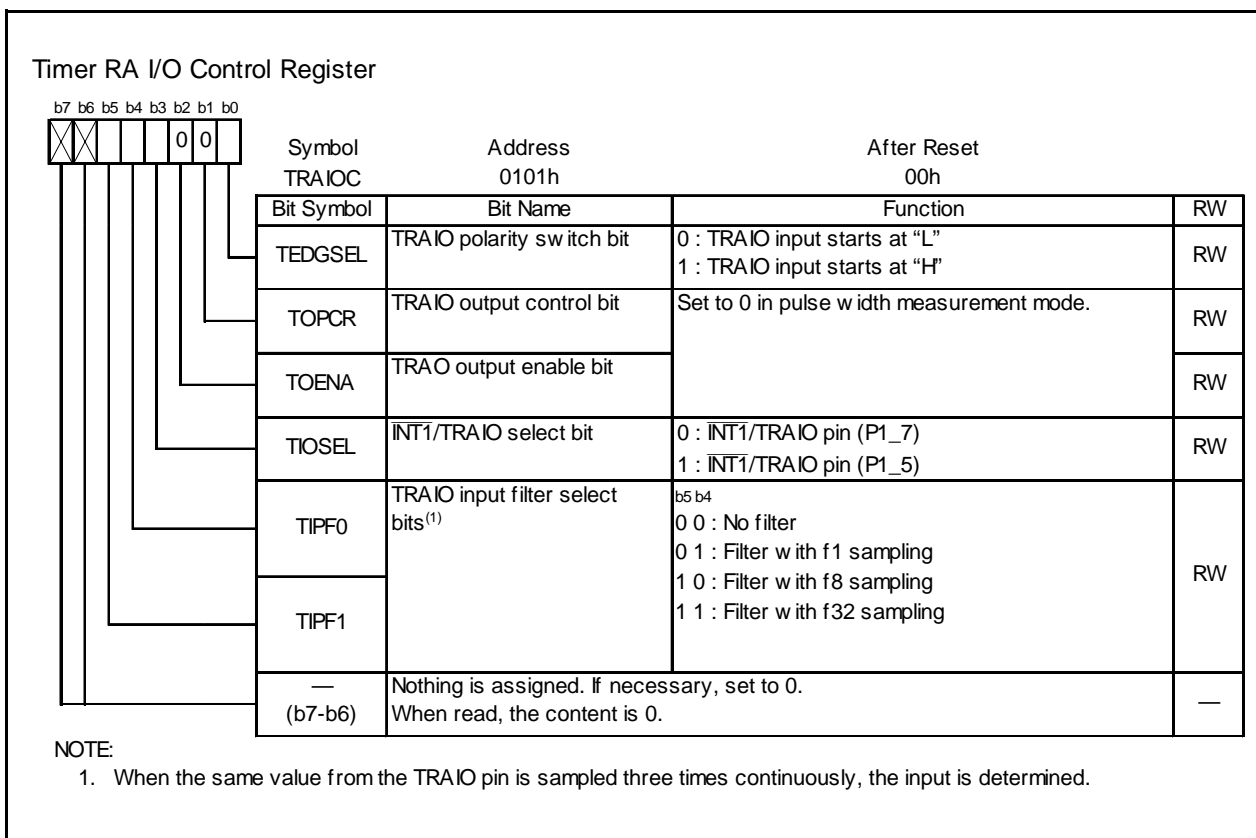 Timer RA I/O Control Register
b7 b6 b5 b4 b3 b2 b1 b0
0 0
Symbol Address After Reset
TRAIOC 0101h 00h
Bit Symbol Bit Name Function RW
TEDGSEL TRAIO polarity switch bit 0 : TRAIO input starts at “L” RW
1 : TRAIO input starts at “H”
TOPCR TRAIO output control bit Set to 0 in pulse width measurement mode. RW
TOENA TRAO output enable bit RW
TIOSEL INT1/TRAIO select bit 0 : INT1/TRAIO pin (P1_7) RW
1 : INT1/TRAIO pin (P1_5)
TIPF0 TRAIO input filter select b5 b4
bits(1) 0 0 : No filter
0 1 : Filter with f1 sampling
1 0 : Filter with f8 sampling RW
TIPF1 1 1 : Filter with f32 sampling
— Nothing is assigned. If necessary, set to 0. —
(b7-b6) When read, the content is 0.
NOTE:
1. When the same value from the TRAIO pin is sampled three times continuously, the input is determined.